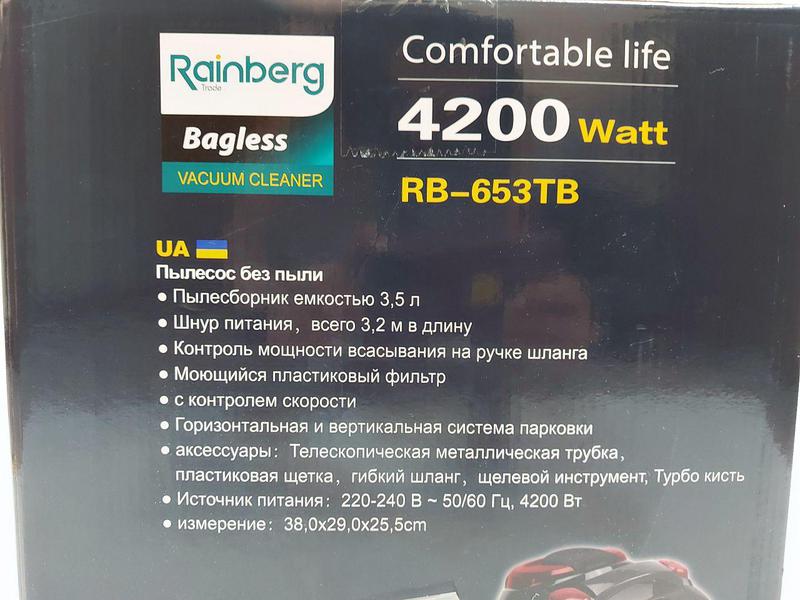 Rainberg
Trade
Bagless
VACUUM CLEANER
Comfortable life
4200 Watt
RB-653TB
UA
Пылесос без пыли
● Пылесборник емкостью 3,5 л
● Шнур питания, всего 3,2 м в длину
● Контроль мощности всасывания на ручке шланга
● Моющийся пластиковый фильтр
● с контролем скорости
● Горизонтальная и вертикальная система парковки
● аксессуары: Телескопическая металлическая трубка,
пластиковая щетка, гибкий шланг, щелевой инструмент, Турбо кисть
● Источник питания: 220-240 В ~ 50/60 Гц, 4200 Вт
● измерение: 38,0x29,0x25,5cm